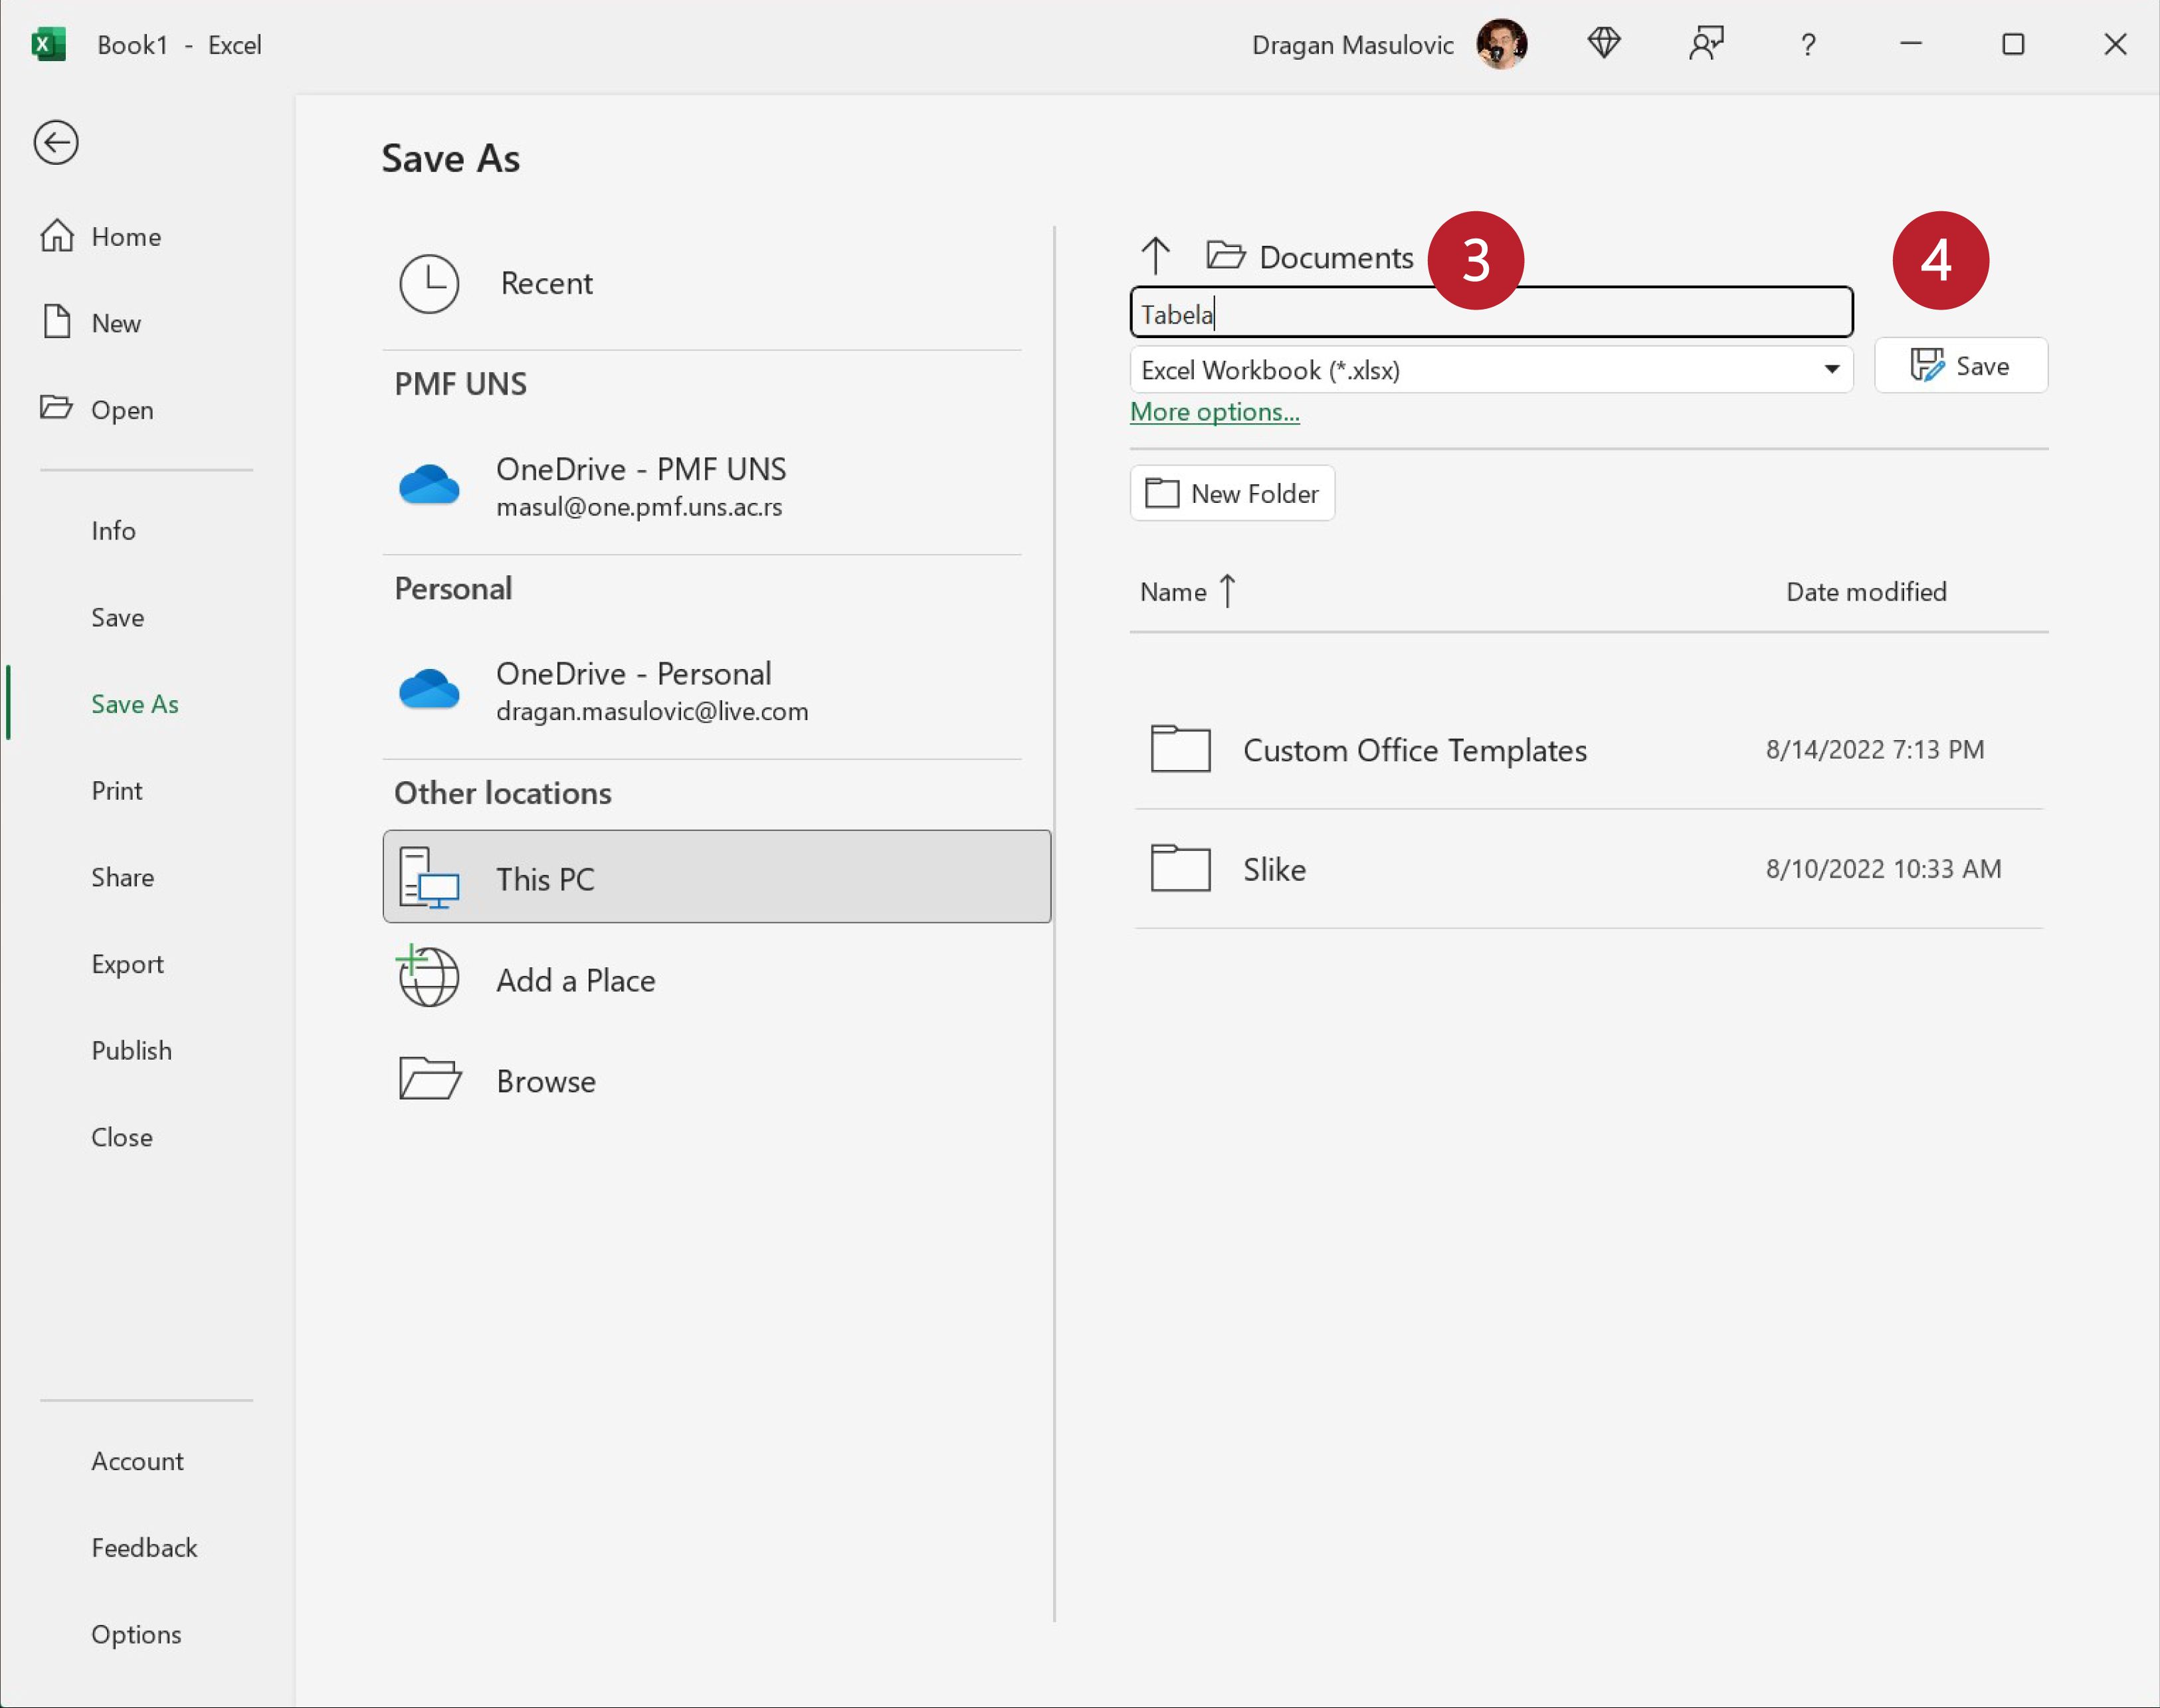 Book1 - Excel
Dragan Masulovic
?
Home
New
Open
Info
Save
Save As
Print
Share
Export
Publish
Close
Account
Feedback
Options
Save As
Recent
PMF UNS
OneDrive - PMF UNS
masul@one.pmf.uns.ac.rs
Personal
OneDrive - Personal
dragan.masulovic@live.com
Other locations
This PC
Add a Place
Browse
Documents
3
4
Tabela
Excel Workbook (*.xlsx)
Save
More options...
New Folder
Name
Date modified
Custom Office Templates
8/14/2022 7:13 PM
Slike
8/10/2022 10:33 AM